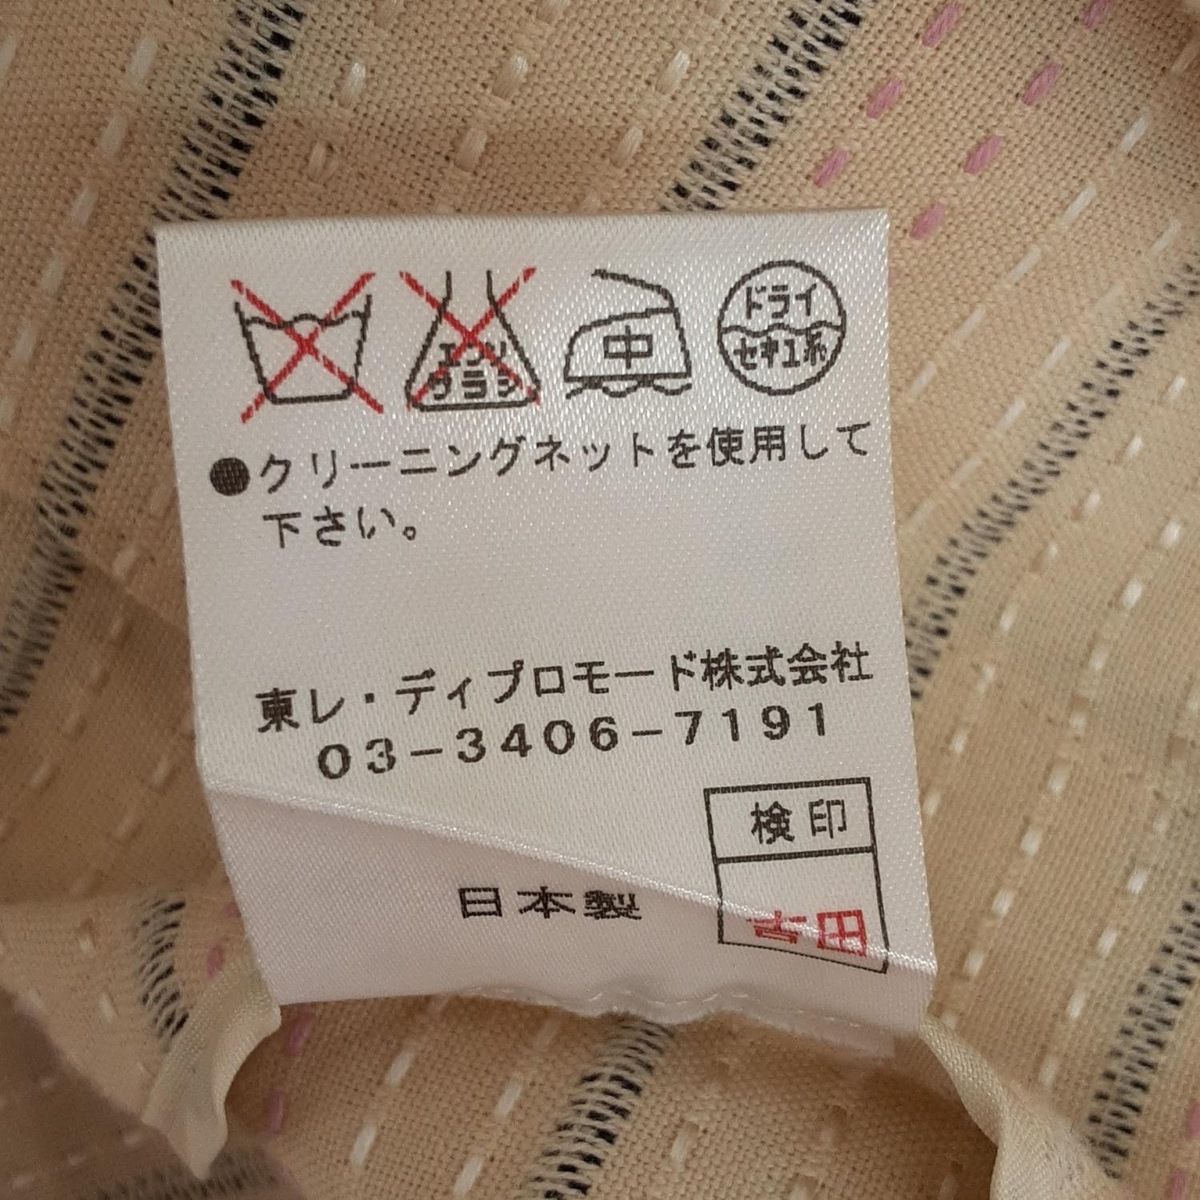 エンソ
サラシ
中
ドライ
セキユ系
●クリーニングネットを使用して
下さい。
東レ・ディプロモード株式会社
03-3406-7191
検印
日本製
吉田